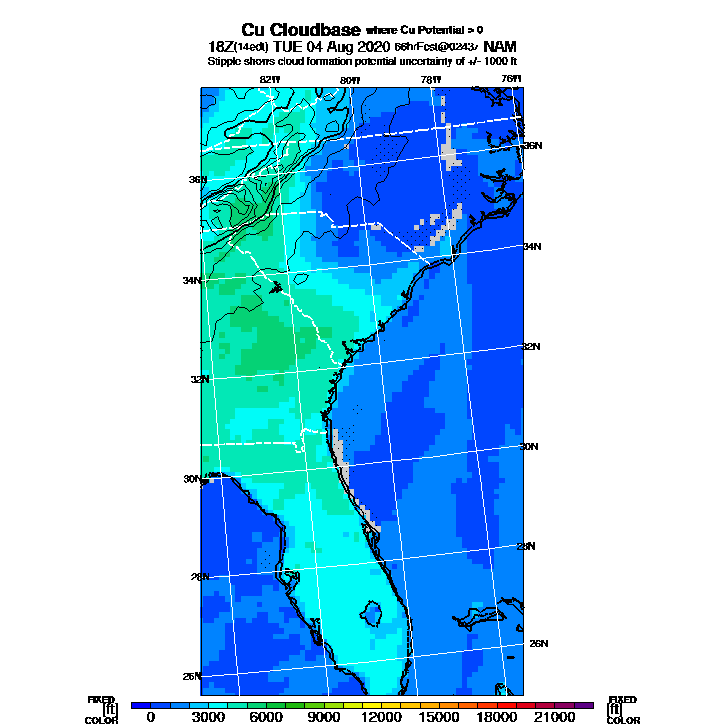 Cu Cloudbase where Cu Potential > 0
18Z(14edt) TUE 04 Aug 2020 66hrFcst@0243z NAM
Stipple shows cloud formation potential uncertainty of +/- 1000 ft
82W 80W 78W 76W
36N
36N
34N
34N
32N
32N
30N
30N
28N
28N
26N
26N
FIXED FIXED
[ft] 0 3000 6000 9000 12000 15000 18000 21000 [ft]
COLOR COLOR